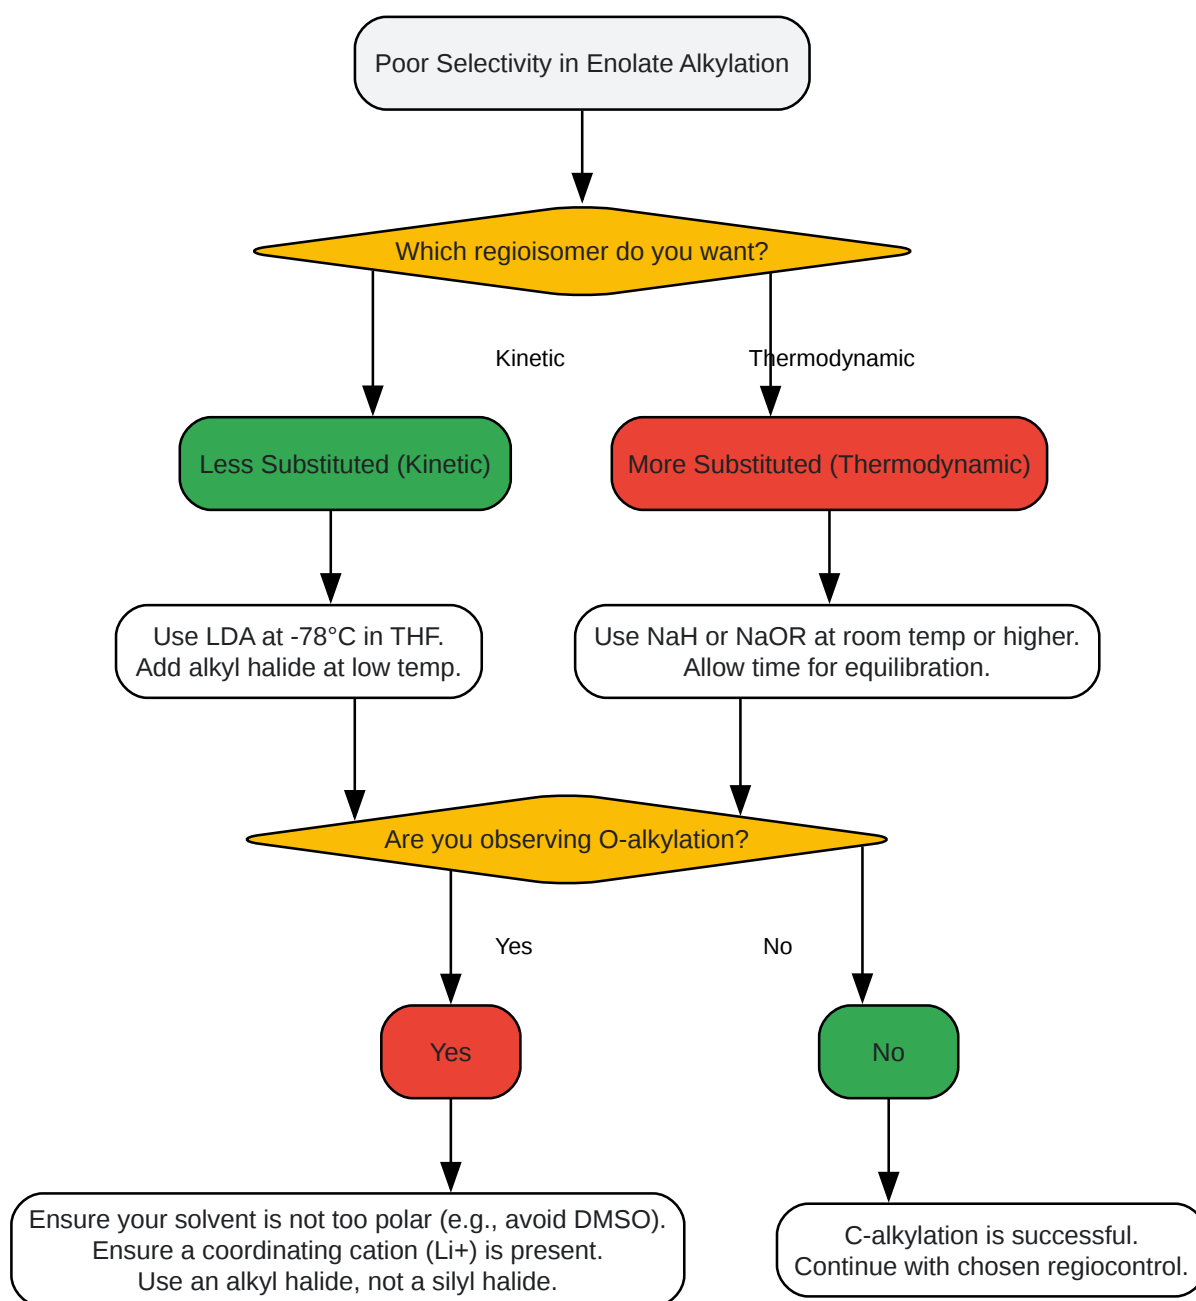 Poor Selectivity in Enolate Alkylation
Which regioisomer do you want?
Kinetic
Thermodynamic
Less Substituted (Kinetic)
More Substituted (Thermodynamic)
Use LDA at -78°C in THF.
Add alkyl halide at low temp.
Use NaH or NaOR at room temp or higher.
Allow time for equilibration.
Are you observing O-alkylation?
Yes
No
Yes
No
Ensure your solvent is not too polar (e.g., avoid DMSO).
Ensure a coordinating cation (Li+) is present.
Use an alkyl halide, not a silyl halide.
C-alkylation is successful.
Continue with chosen regiocontrol.